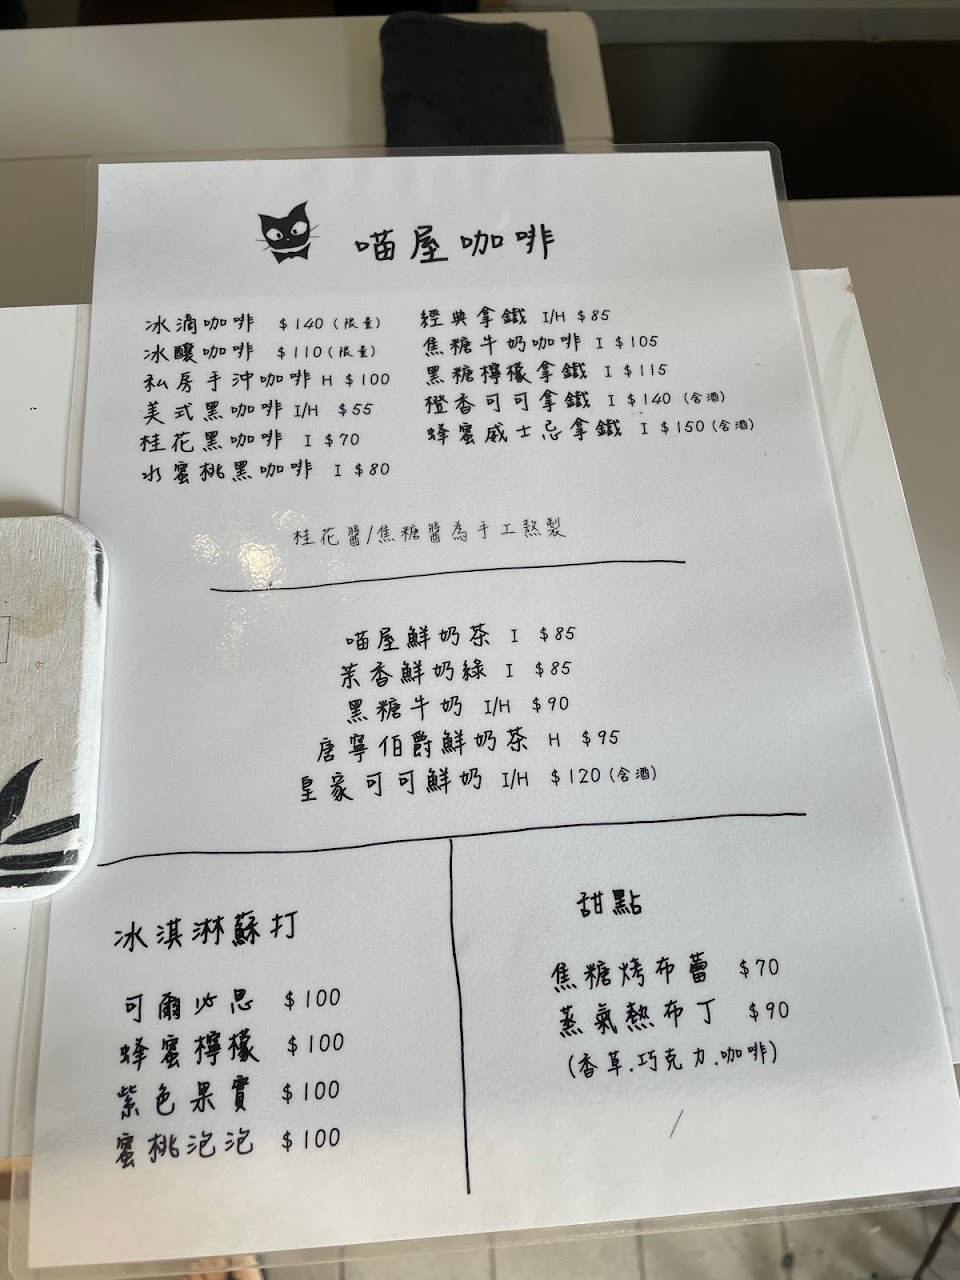 喵屋咖啡
冰滴咖啡 $140(限量)
冰釀咖啡 $110(限量)
私房手沖咖啡 H $100
美式黑咖啡 I/H $55
桂花黑咖啡 I $70
水蜜桃黑咖啡 I $80
經典拿鐵 I/H $85
焦糖牛奶咖啡 I $105
黑糖檸檬拿鐵 I $115
橙香可可拿鐵 I $140 (含酒)
蜂蜜威士忌拿鐵 I $150(含酒)
桂花醬/焦糖醬為手工熬製
喵屋鮮奶茶 I $85
茉香鮮奶綠 I $85
黑糖牛奶 I/H $90
唐寧伯爵鮮奶茶 H $95
皇家可可鮮奶 I/H $120(含酒)
冰淇淋蘇打
可爾必思 $100
蜂蜜檸檬 $100
紫色果實 $100
蜜桃泡泡 $100
甜點
焦糖烤布蕾 $70
蒸氣熱布丁 $90
(香草.巧克力.咖啡)